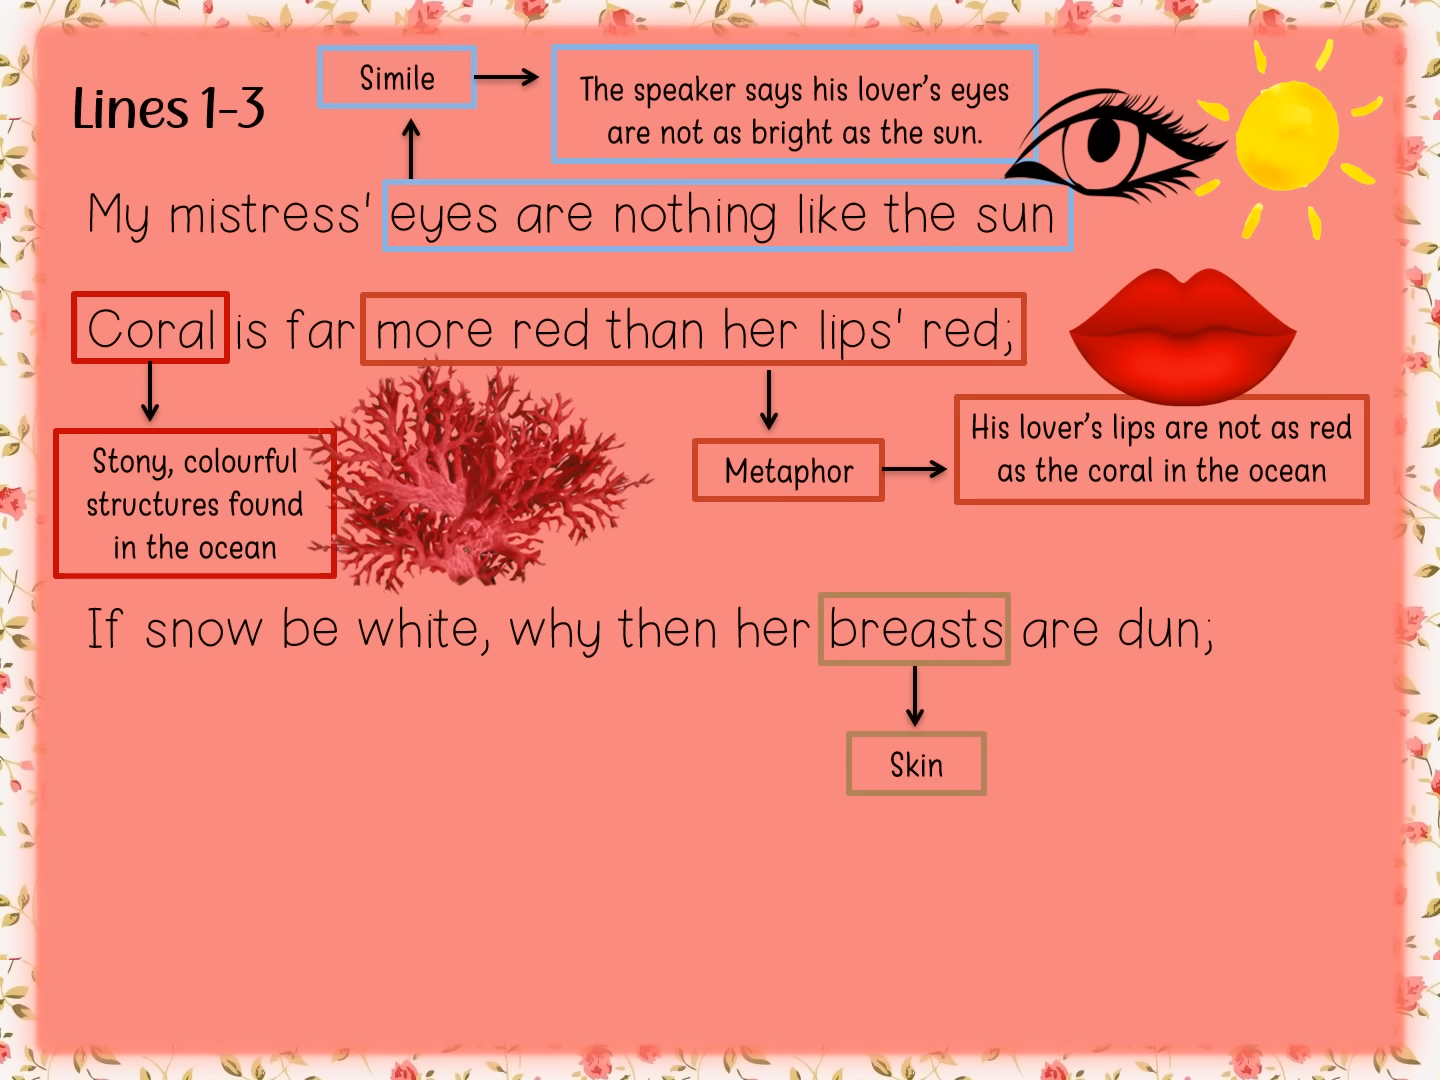 Lines 1-3
Simile
The speaker says his lover's eyes
are not as bright as the sun.
My mistress' eyes are nothing like the sun
Coral is far more red than her lips' red;
Stony, colourful
structures found
in the ocean
Metaphor
His lover's lips are not as red
as the coral in the ocean
If snow be white, why then her breasts are dun;
Skin